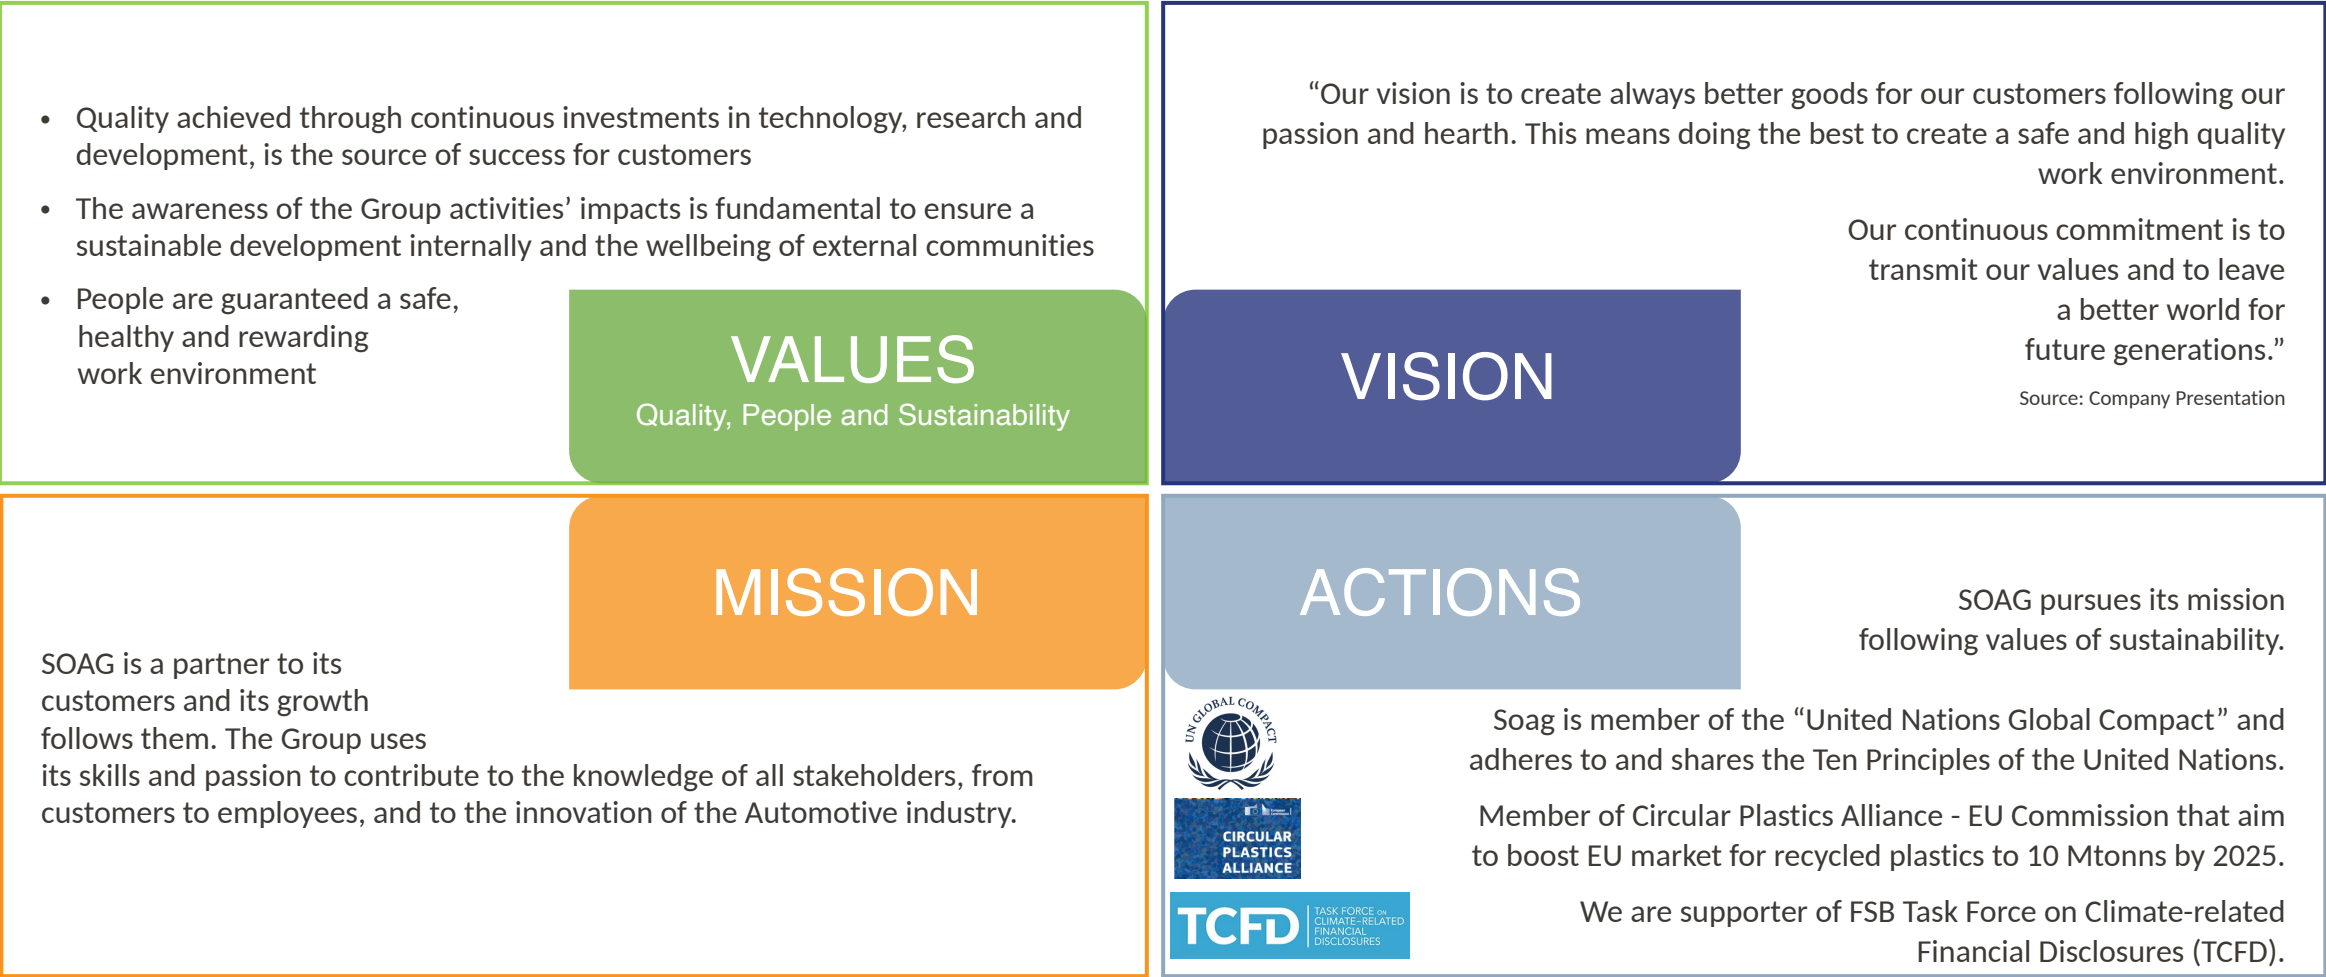 • Quality achieved through continuous investments in technology, research and
development, is the source of success for customers
• The awareness of the Group activities’ impacts is fundamental to ensure a
sustainable development internally and the wellbeing of external communities
• People are guaranteed a safe,
healthy and rewarding
work environment
VALUES
Quality, People and Sustainability
“Our vision is to create always better goods for our customers following our
passion and hearth. This means doing the best to create a safe and high quality
work environment.
Our continuous commitment is to
transmit our values and to leave
a better world for
future generations.”
Source: Company Presentation
VISION
MISSION
SOAG is a partner to its
customers and its growth
follows them. The Group uses
its skills and passion to contribute to the knowledge of all stakeholders, from
customers to employees, and to the innovation of the Automotive industry.
ACTIONS
SOAG pursues its mission
following values of sustainability.
UN GLOBAL COMPACT
Soag is member of the “United Nations Global Compact” and
adheres to and shares the Ten Principles of the United Nations.
CIRCULAR
PLASTICS
ALLIANCE
Member of Circular Plastics Alliance - EU Commission that aim
to boost EU market for recycled plastics to 10 Mtonns by 2025.
TCFD
TASK FORCE ON
CLIMATE-RELATED
FINANCIAL
DISCLOSURES
We are supporter of FSB Task Force on Climate-related
Financial Disclosures (TCFD).